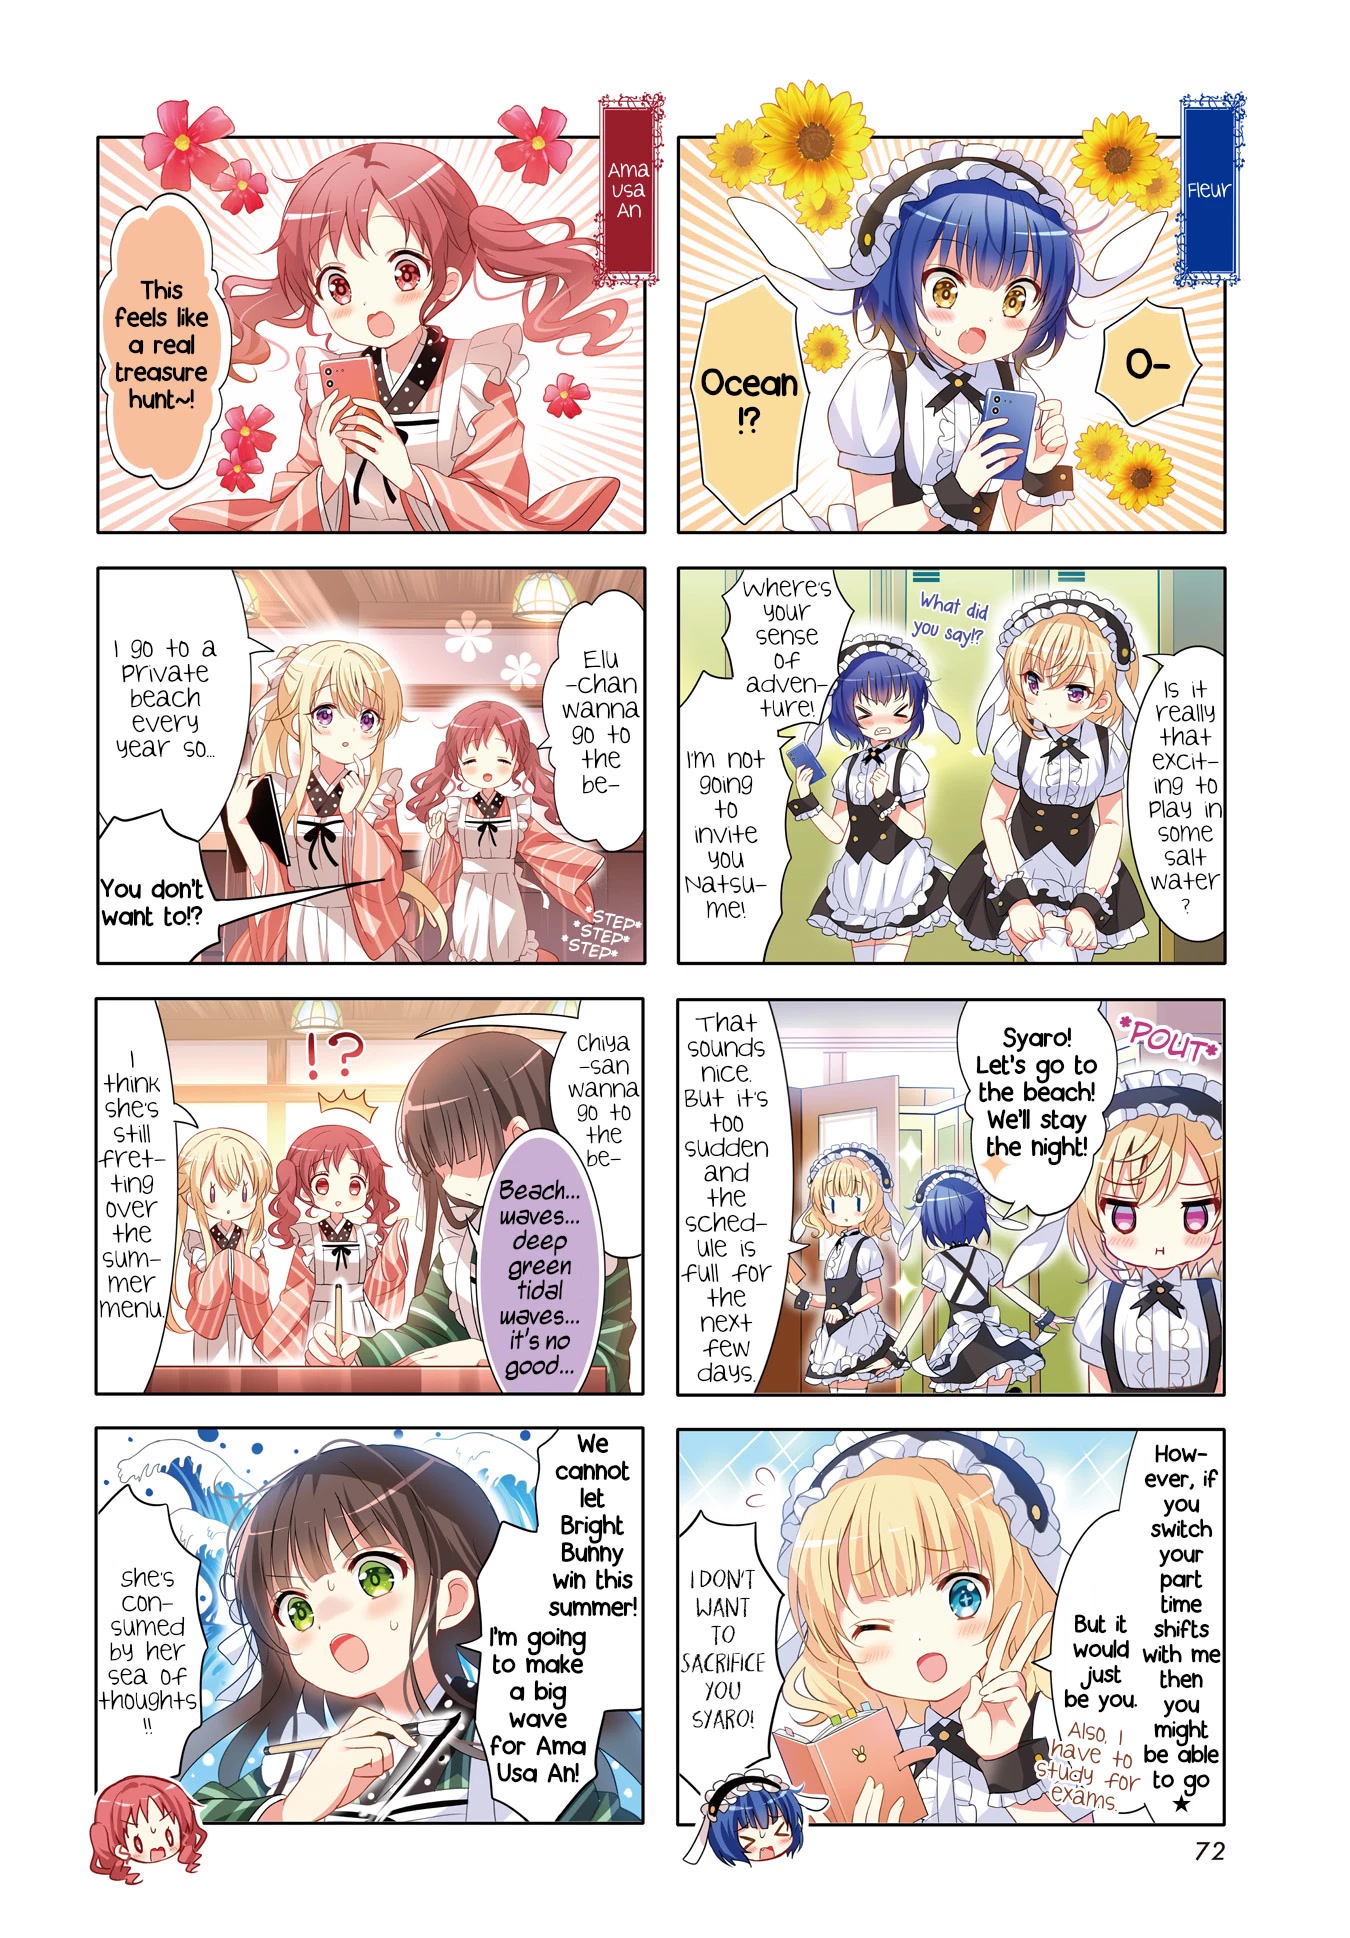 Fleur
O-
Ocean
!?
Is it
really
that
excit-
ing to
play in
some
salt
water
?
What did
you say!?
Where's
your
sense
of
adven-
ture!
I'm not
going
to
invite
you
Natsu-
me!
*POUT*
Syaro!
Let's go to
the beach!
We'll stay
the night!
That
sounds
nice.
But it's
too
sudden
and
the
sched-
ule is
full for
the
next
few
days.
How-
ever, if
you
switch
your
part
time
shifts
with me
then
you
might
be able
to go
★
But it
would
just
be you.
Also, I
have to
study for
exams.
I DON'T
WANT
TO
SACRIFICE
YOU
SYARO!
Ama
Usa
An
This
feels like
a real
treasure
hunt~!
Elu
-chan
wanna
go to
the
be-
I go to a
private
beach
every
year so...
You don't
want to!?
*STEP*
*STEP*
*STEP*
Chiya
-san
wanna
go to
the
be-
!?
Beach...
waves...
deep
green
tidal
waves...
it's no
good...
I
think
she's
still
fret-
ting
over
the
sum-
mer
menu.
We
cannot
let
Bright
Bunny
win this
summer!
I'm going
to make
a big
wave
for Ama
Usa An!
She's
con-
sumed
by her
sea of
thoughts
!!
72